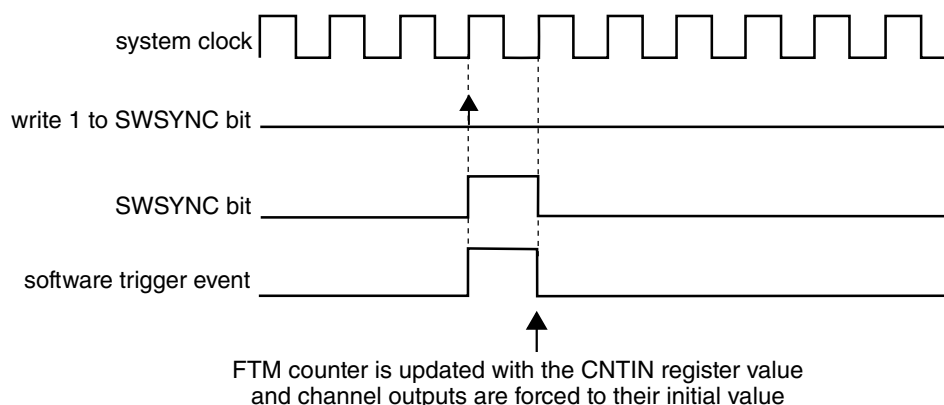 system clock
write 1 to SWSYNC bit
SWSYNC bit
software trigger event
FTM counter is updated with the CNTIN register value
and channel outputs are forced to their initial value